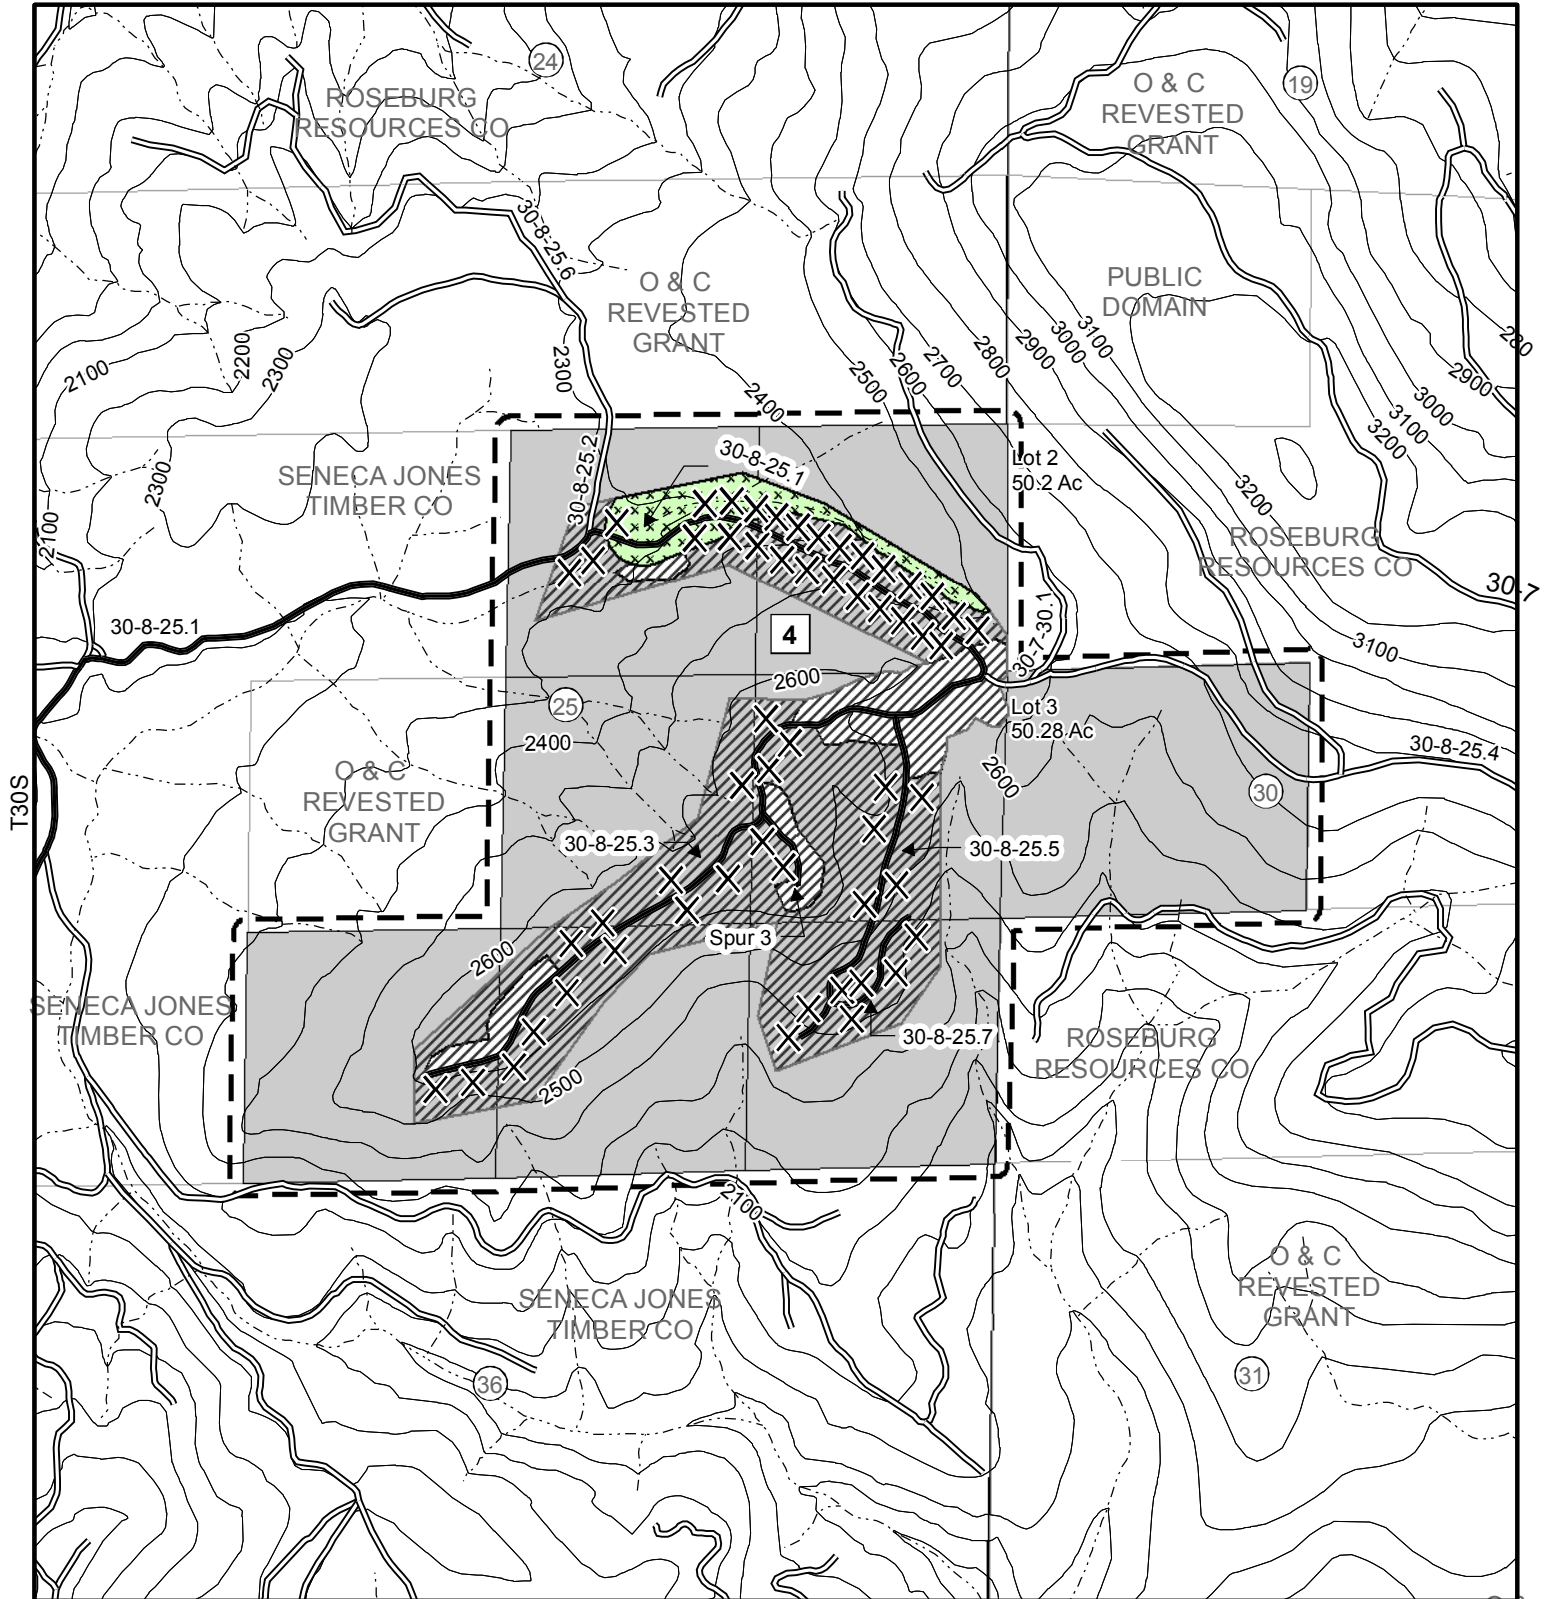 24
19
ROSEBURG
RESOURCES CO
O & C
REVESTED
GRANT
30-8-25.6
O & C
REVESTED
GRANT
PUBLIC
DOMAIN
2100
2200
2300
2300
2400
2500
2600
2700
2800
2900
3000
3100
280
2900
3000
3100
3200
SENECA JONES
TIMBER CO
2300
2100
30-8-25.2
30-8-25.1
Lot 2
50.2 Ac
3200
ROSEBURG
RESOURCES CO
30-7
30-8-25.1
4
30-7-30.1
3100
2600
25
Lot 3
50.28 Ac
2400
30-8-25.4
O & C
REVESTED
GRANT
T30S
2600
30
30-8-25.3
30-8-25.5
Spur 3
2600
SENECA JONES
TIMBER CO
30-8-25.7
ROSEBURG
RESOURCES CO
2500
2100
SENECA JONES
TIMBER CO
O & C
REVESTED
GRANT
36
31